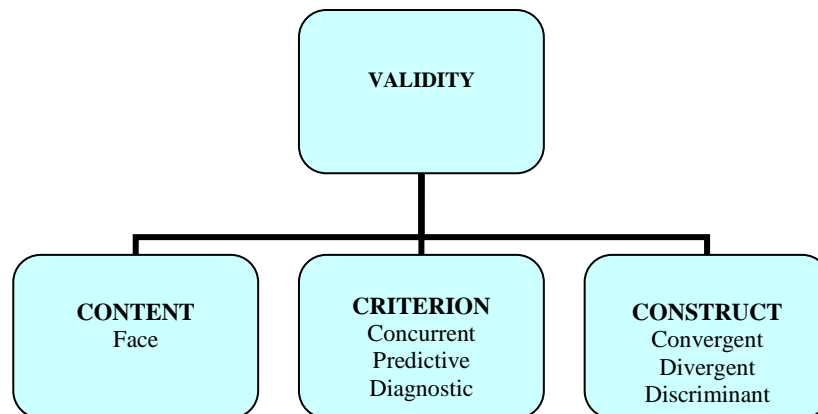 VALIDITY
CONTENT
Face
CRITERION
Concurrent
Predictive
Diagnostic
CONSTRUCT
Convergent
Divergent
Discriminant